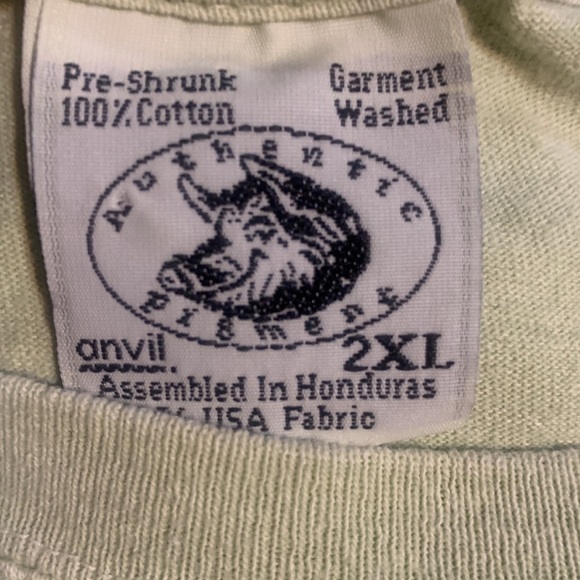 Pre-Shrunk Garment
100% Cotton Washed
Authentic
Pigment
anvil. 2XL
Assembled In Honduras
USA Fabric